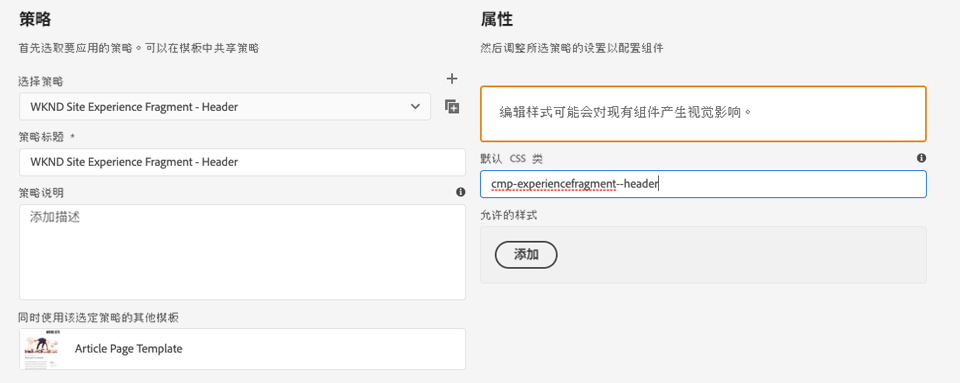 策略
首先选取要应用的策略。可以在模板中共享策略
选择策略
WKND Site Experience Fragment - Header
策略标题 *
WKND Site Experience Fragment - Header
策略说明
添加描述
同时使用该选定策略的其他模板
Article Page Template
属性
然后调整所选策略的设置以配置组件
编辑样式可能会对现有组件产生视觉影响。
默认 CSS 类
cmp-experiencefragment--header
允许的样式
添加